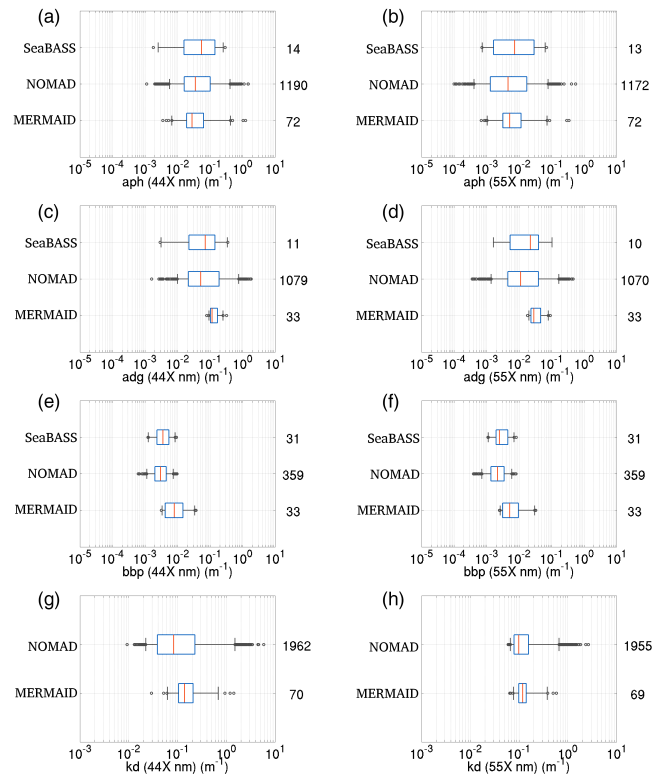 (a) (b)
SeaBASS 14 SeaBASS 13
NOMAD 1190 NOMAD 1172
MERMAID 72 MERMAID 72
10^-5 10^-4 10^-3 10^-2 10^-1 10^0 10^1 10^-5 10^-4 10^-3 10^-2 10^-1 10^0 10^1
aph (44X nm) (m^-1) aph (55X nm) (m^-1)
(c) (d)
SeaBASS 11 SeaBASS 10
NOMAD 1079 NOMAD 1070
MERMAID 33 MERMAID 33
10^-5 10^-4 10^-3 10^-2 10^-1 10^0 10^1 10^-5 10^-4 10^-3 10^-2 10^-1 10^0 10^1
adg (44X nm) (m^-1) adg (55X nm) (m^-1)
(e) (f)
SeaBASS 31 SeaBASS 31
NOMAD 359 NOMAD 359
MERMAID 33 MERMAID 33
10^-5 10^-4 10^-3 10^-2 10^-1 10^0 10^1 10^-5 10^-4 10^-3 10^-2 10^-1 10^0 10^1
bbp (44X nm) (m^-1) bbp (55X nm) (m^-1)
(g) (h)
NOMAD 1962 NOMAD 1955
MERMAID 70 MERMAID 69
10^-3 10^-2 10^-1 10^0 10^1 10^-3 10^-2 10^-1 10^0 10^1
kd (44X nm) (m^-1) kd (55X nm) (m^-1)